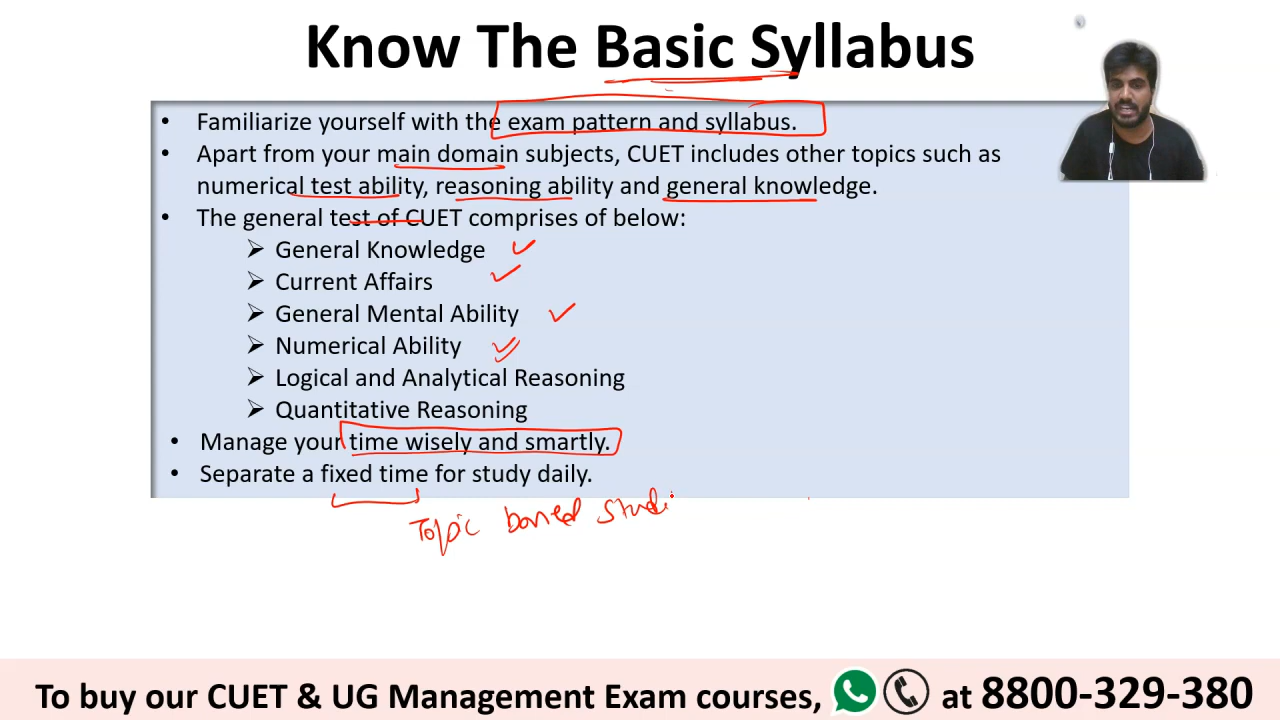 Know The Basic Syllabus
• Familiarize yourself with the exam pattern and syllabus.
• Apart from your main domain subjects, CUET includes other topics such as
numerical test ability, reasoning ability and general knowledge.
• The general test of CUET comprises of below:
➢ General Knowledge
➢ Current Affairs
➢ General Mental Ability
➢ Numerical Ability
➢ Logical and Analytical Reasoning
➢ Quantitative Reasoning
• Manage your time wisely and smartly.
• Separate a fixed time for study daily.
Topic based studi
To buy our CUET & UG Management Exam courses, at 8800-329-380